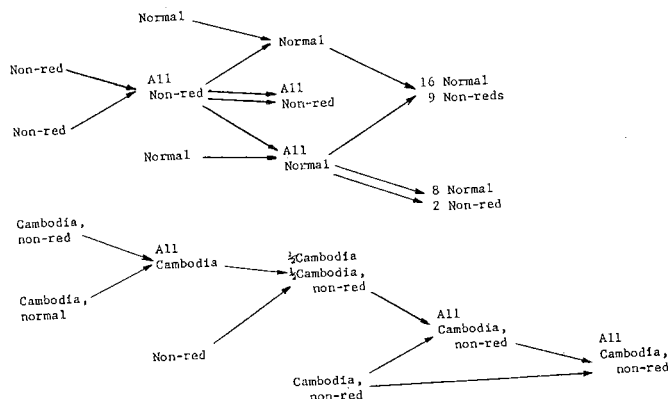 Normal
Normal
Non-red
All
Non-red
All
Non-red
16 Normal
9 Non-reds
Non-red
Normal
All
Normal
8 Normal
2 Non-red
Cambodia,
non-red
All
Cambodia
½Cambodia
½Cambodia,
non-red
Cambodia,
normal
All
Cambodia,
non-red
All
Cambodia,
non-red
Non-red
Cambodia,
non-red